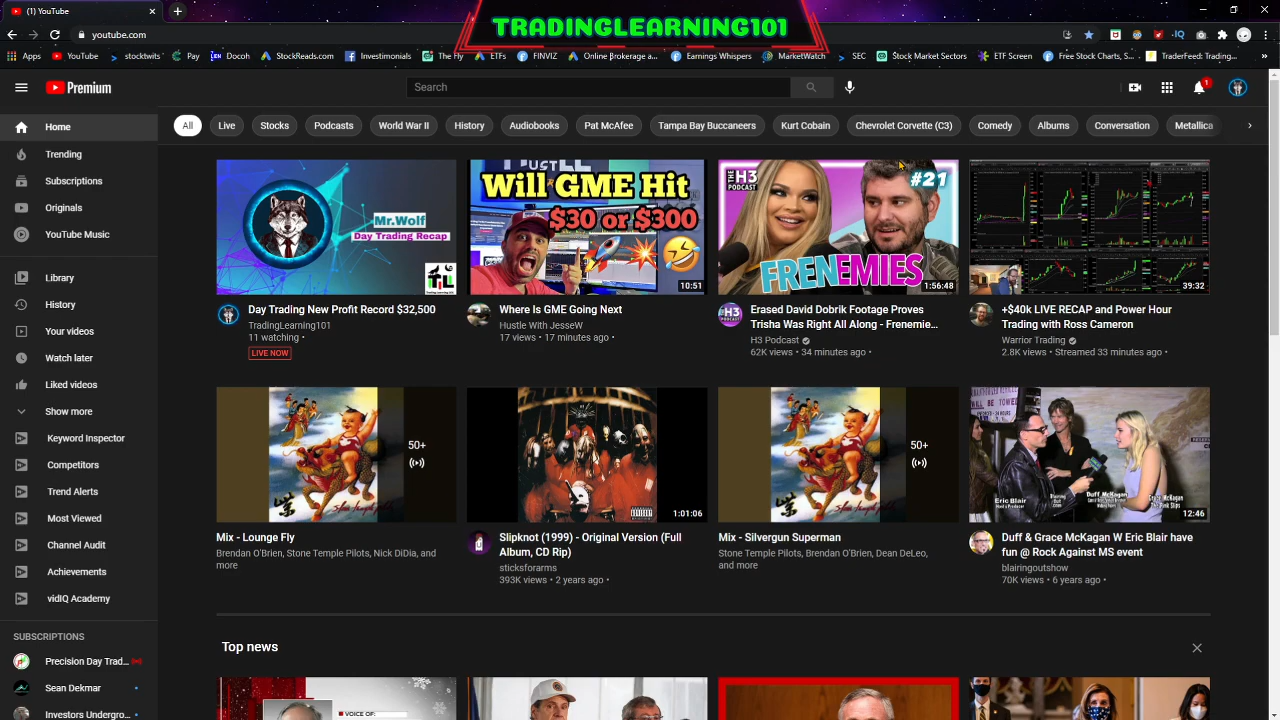 (1) YouTube
TRADINGLEARNING101
youtube.com
Apps
YouTube
stocktwits
Pay
Docoh
StockReads.com
Investimonials
The Fly
ETFs
FINVIZ
Online brokerage a...
Earnings Whispers
MarketWatch
SEC
Stock Market Sectors
ETF Screen
Free Stock Charts, S...
TraderFeed: Trading...
Premium
Search
1
Home
Trending
Subscriptions
Originals
YouTube Music
Library
History
Your videos
Watch later
Liked videos
Show more
Keyword Inspector
Competitors
Trend Alerts
Most Viewed
Channel Audit
Achievements
vidIQ Academy
SUBSCRIPTIONS
Precision Day Trad...
Sean Dekmar
Investors Undergro...
All
Live
Stocks
Podcasts
World War II
History
Audiobooks
Pat McAfee
Tampa Bay Buccaneers
Kurt Cobain
Chevrolet Corvette (C3)
Comedy
Albums
Conversation
Metallica
Mr.Wolf
Day Trading Recap
Day Trading New Profit Record $32,500
TradingLearning101
11 watching •
LIVE NOW
HUSTLE
Will GME Hit
$30 or $300
10:51
Where Is GME Going Next
Hustle With JesseW
17 views • 17 minutes ago •
THE H3 PODCAST
#21
FRENEMIES
1:56:48
Erased David Dobrik Footage Proves
Trisha Was Right All Along - Frenemie...
H3 Podcast
62K views • 34 minutes ago •
39:32
+$40k LIVE RECAP and Power Hour
Trading with Ross Cameron
Warrior Trading
2.8K views • Streamed 33 minutes ago •
50+
Mix - Lounge Fly
Brendan O'Brien, Stone Temple Pilots, Nick DiDia, and
more
1:01:06
Slipknot (1999) - Original Version (Full
Album, CD Rip)
sticksforarms
393K views • 2 years ago •
50+
Mix - Silvergun Superman
Stone Temple Pilots, Brendan O'Brien, Dean DeLeo,
and more
Eric Blair
Duff McKagan
12:46
Duff & Grace McKagan W Eric Blair have
fun @ Rock Against MS event
blairingoutshow
70K views • 6 years ago •
Top news
VOICE OF: